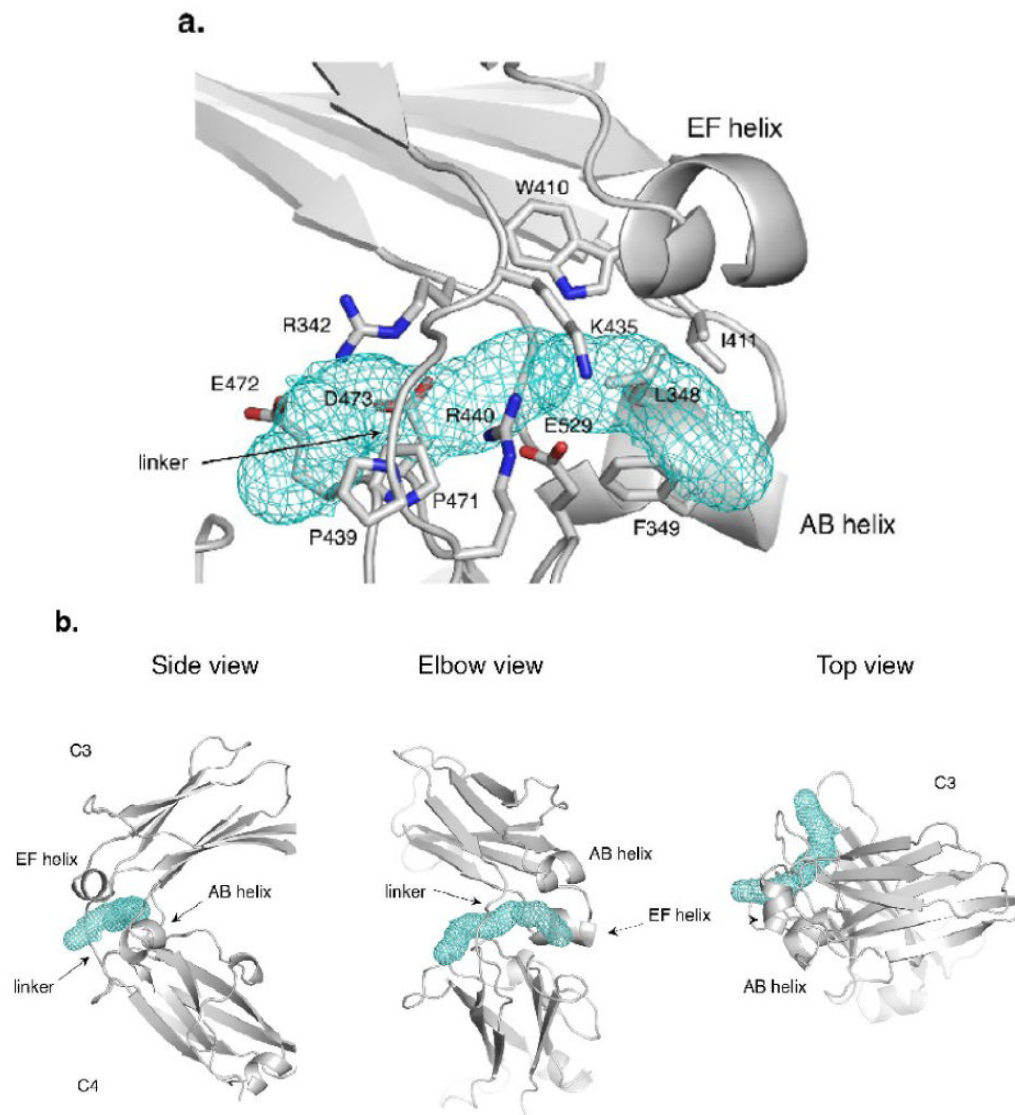 a.
EF helix
W410
R342
K435
I411
E472
D473
L348
R440
E529
linker
P471
P439
F349
AB helix
b.
Side view
Elbow view
Top view
C3
C3
EF helix
AB helix
AB helix
linker
EF helix
linker
AB helix
C4